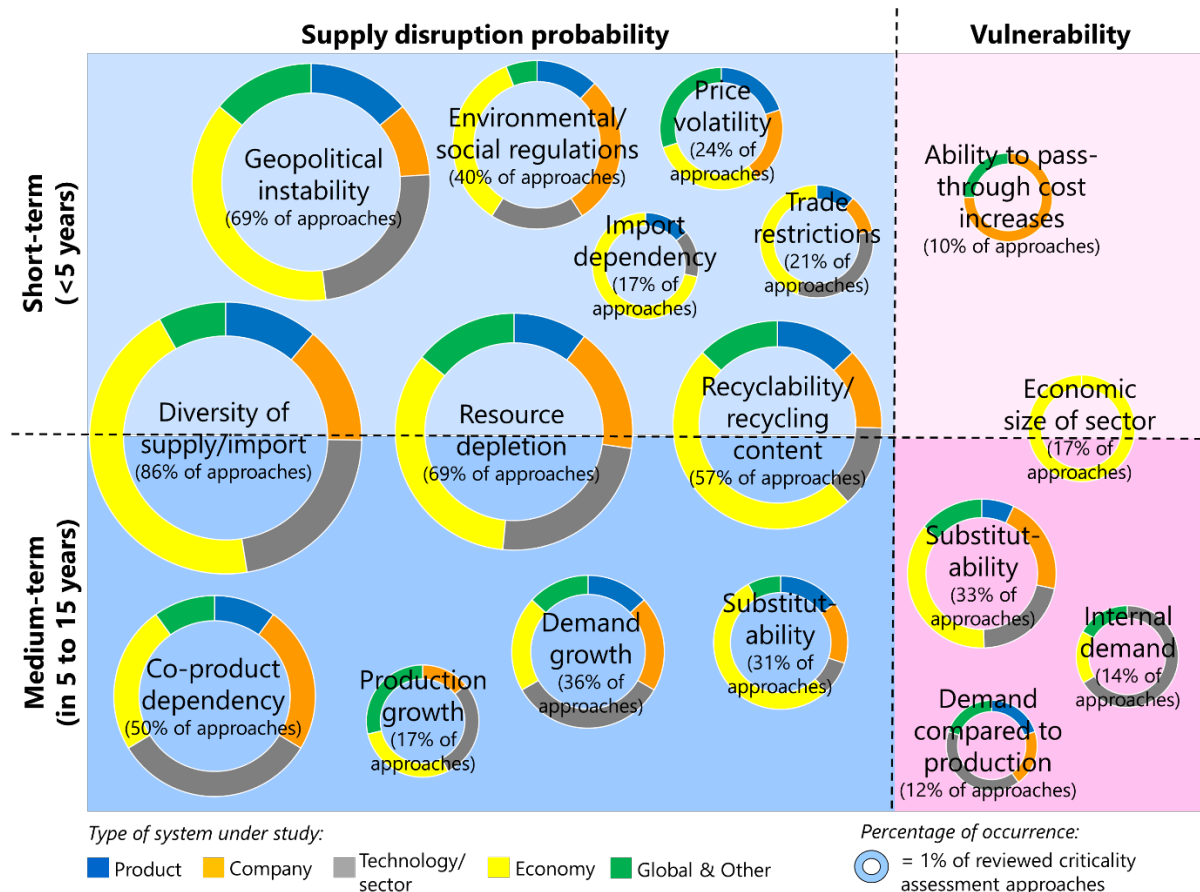 Supply disruption probability
Vulnerability
Short-term
(<5 years)
Geopolitical
instability
(69% of approaches)
Environmental/
social regulations
(40% of approaches)
Price
volatility
(24% of
approaches)
Import
dependency
(17% of
approaches)
Trade
restrictions
(21% of
approaches)
Ability to pass-
through cost
increases
(10% of approaches)
Diversity of
supply/import
(86% of approaches)
Resource
depletion
(69% of approaches)
Recyclability/
recycling
content
(57% of approaches)
Economic
size of sector
(17% of
approaches)
Medium-term
(in 5 to 15 years)
Co-product
dependency
(50% of approaches)
Production
growth
(17% of
approaches)
Demand
growth
(36% of
approaches)
Substitut-
ability
(31% of
approaches)
Substitut-
ability
(33% of
approaches)
Internal
demand
(14% of
approaches)
Demand
compared to
production
(12% of approaches)
Type of system under study:
Product
Company
Technology/
sector
Economy
Global & Other
Percentage of occurrence:
= 1% of reviewed criticality
assessment approaches